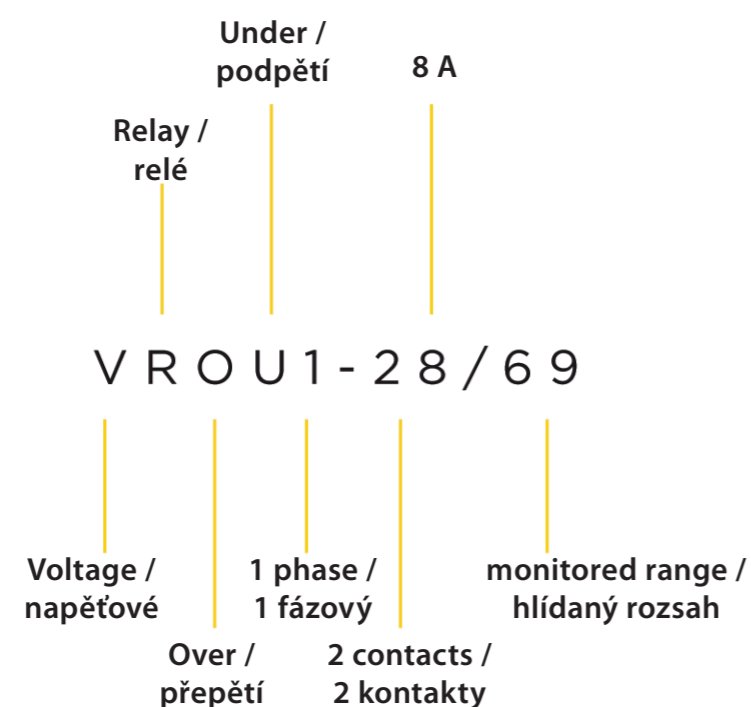 Under /
podpětí
8 A
Relay /
relé
VROU1-28/69
Voltage /
napěťové
1 phase /
1 fázový
monitored range /
hlídaný rozsah
Over /
přepětí
2 contacts /
2 kontakty